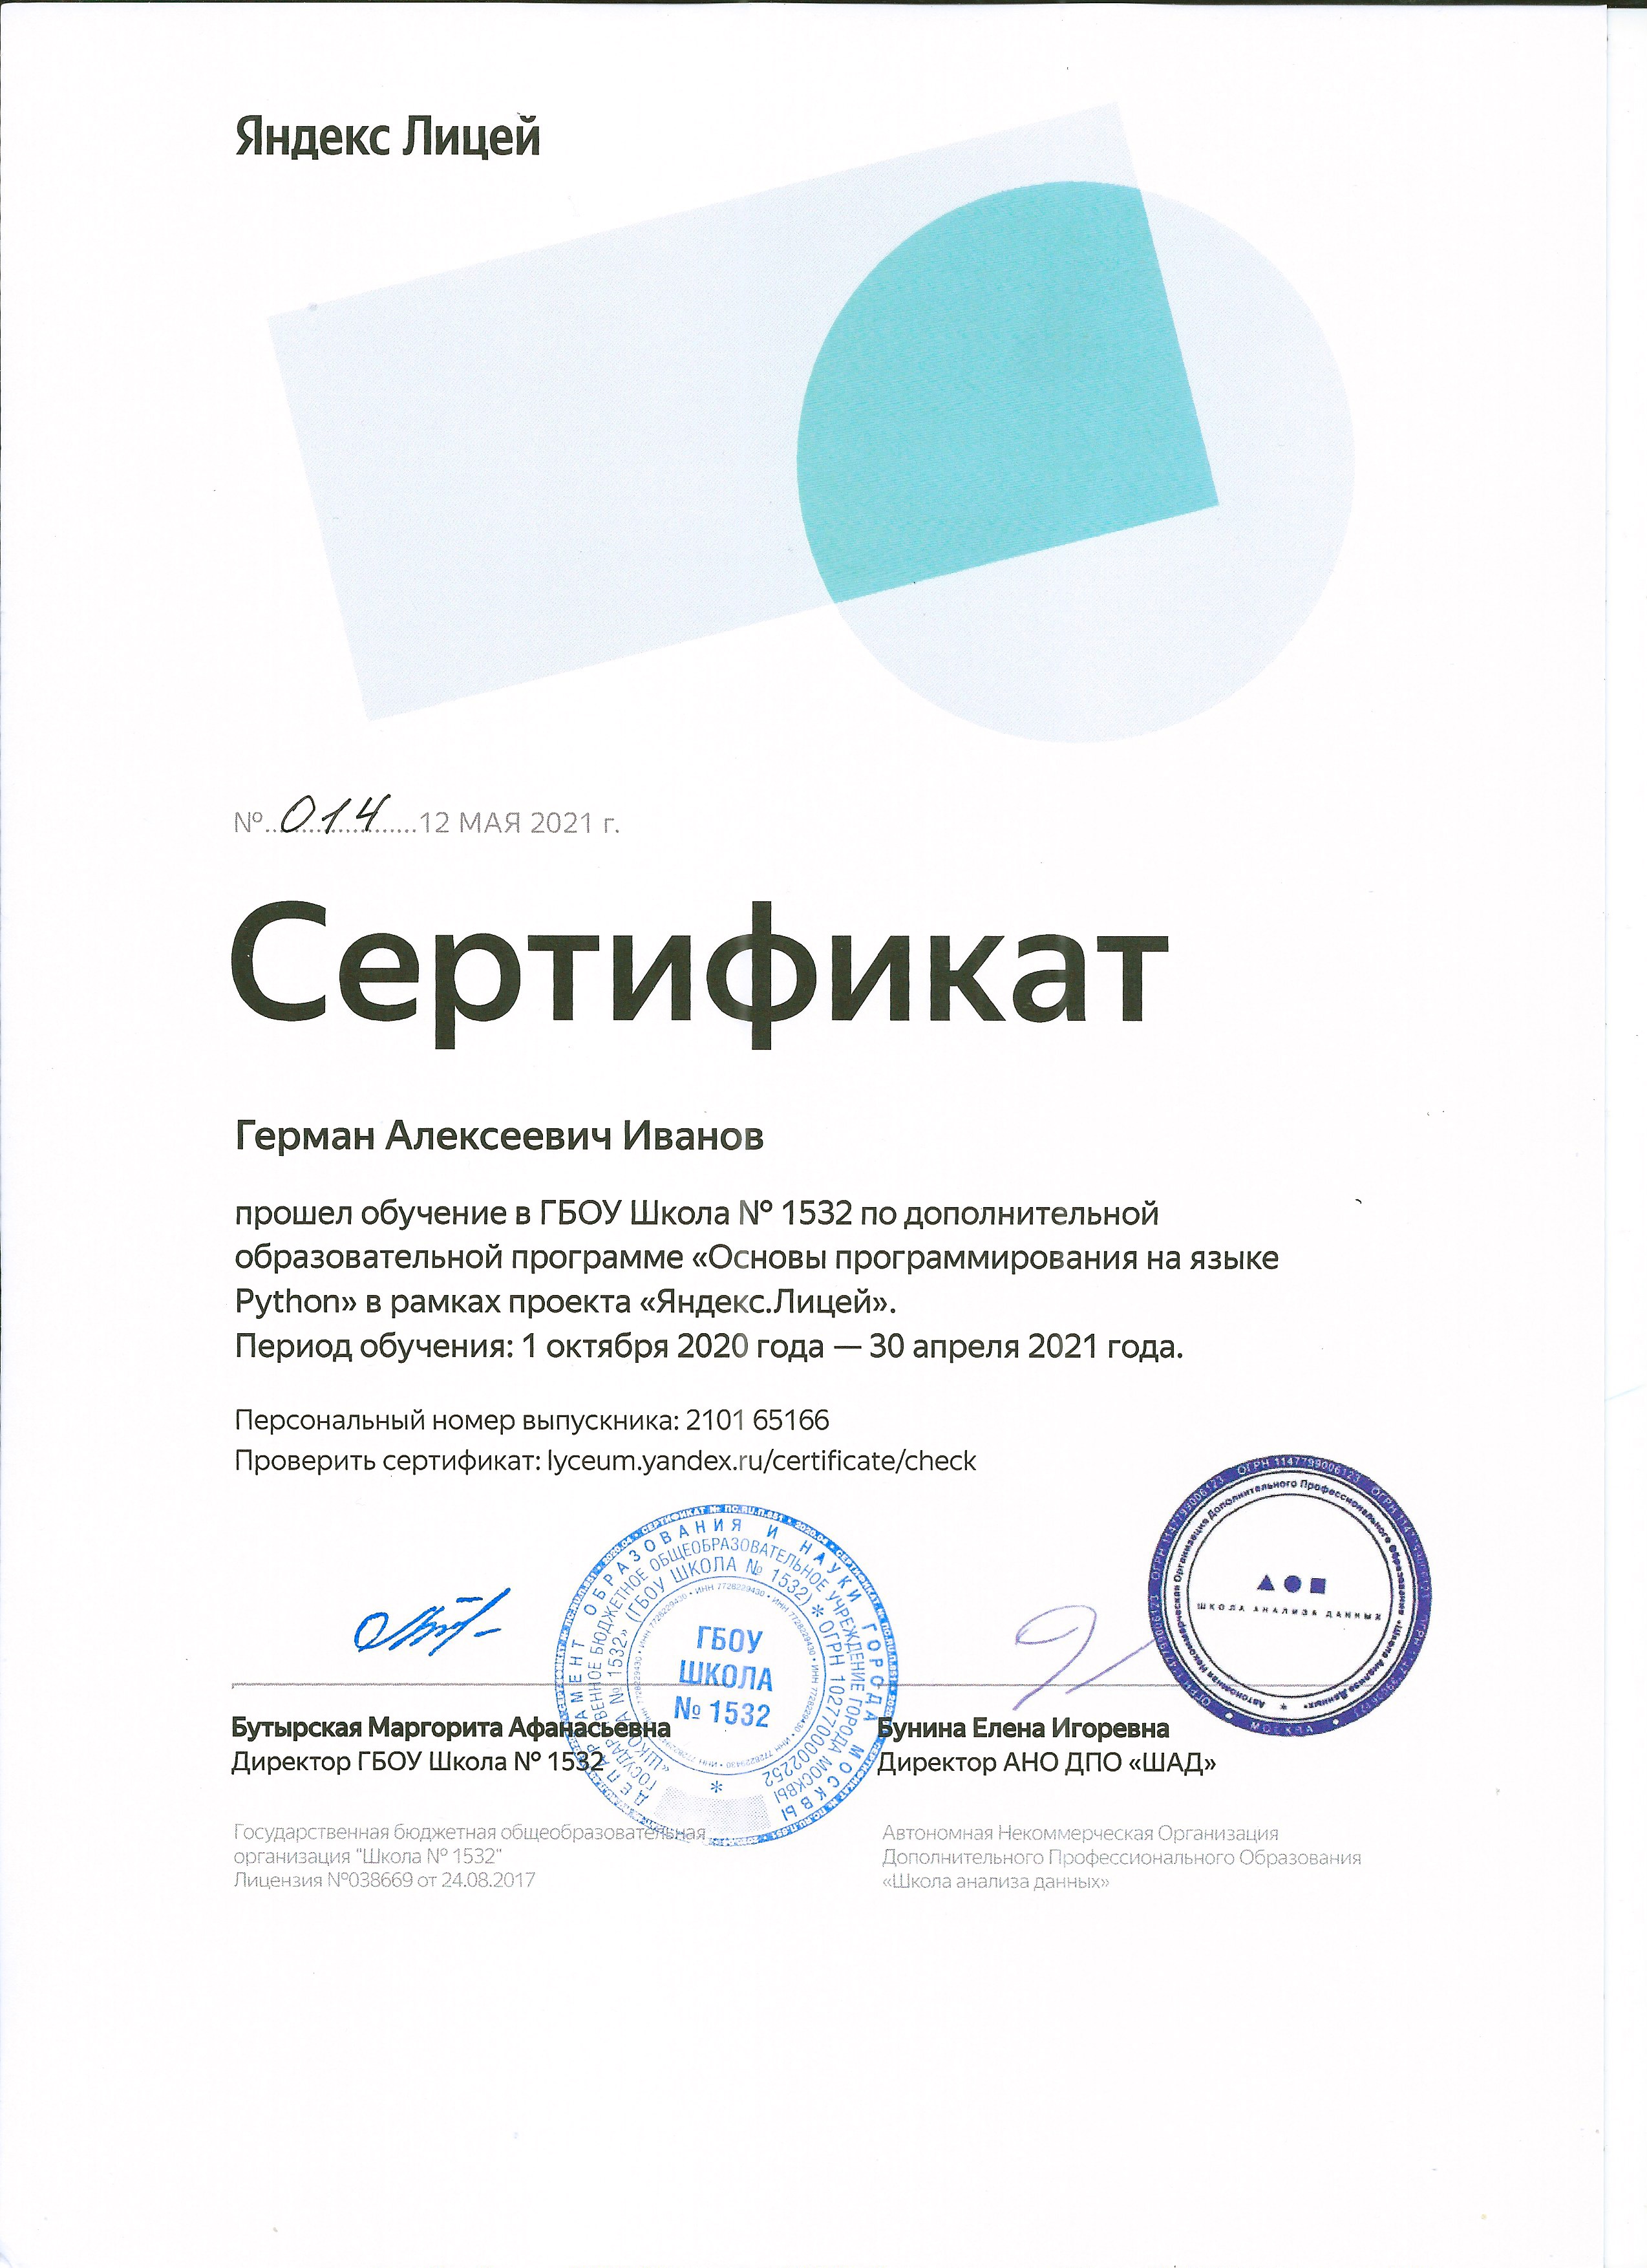 Яндекс Лицей
№ 014 12 МАЯ 2021 г.
Сертификат
Герман Алексеевич Иванов
прошел обучение в ГБОУ Школа № 1532 по дополнительной
образовательной программе «Основы программирования на языке
Python» в рамках проекта «Яндекс.Лицей».
Период обучения: 1 октября 2020 года — 30 апреля 2021 года.
Персональный номер выпускника: 2101 65166
Проверить сертификат: lyceum.yandex.ru/certificate/check
ДЕПАРТАМЕНТ ОБРАЗОВАНИЯ И НАУКИ ГОРОДА МОСКВЫ
ГОСУДАРСТВЕННОЕ БЮДЖЕТНОЕ ОБЩЕОБРАЗОВАТЕЛЬНОЕ УЧРЕЖДЕНИЕ ГОРОДА МОСКВЫ
«ШКОЛА № 1532» (ГБОУ ШКОЛА № 1532) * ОГРН 1027700002252
ИНН 7728229430
ГБОУ
ШКОЛА
№ 1532
ОГРН 1147799006123
МОСКВА
Автономная Некоммерческая Организация Дополнительного Профессионального Образования «Школа Анализа Данных»
ШКОЛА АНАЛИЗА ДАННЫХ
Бутырская Маргорита Афанасьевна
Директор ГБОУ Школа № 1532
Государственная бюджетная общеобразовательная
организация "Школа № 1532"
Лицензия №038669 от 24.08.2017
Бунина Елена Игоревна
Директор АНО ДПО «ШАД»
Автономная Некоммерческая Организация
Дополнительного Профессионального Образования
«Школа анализа данных»